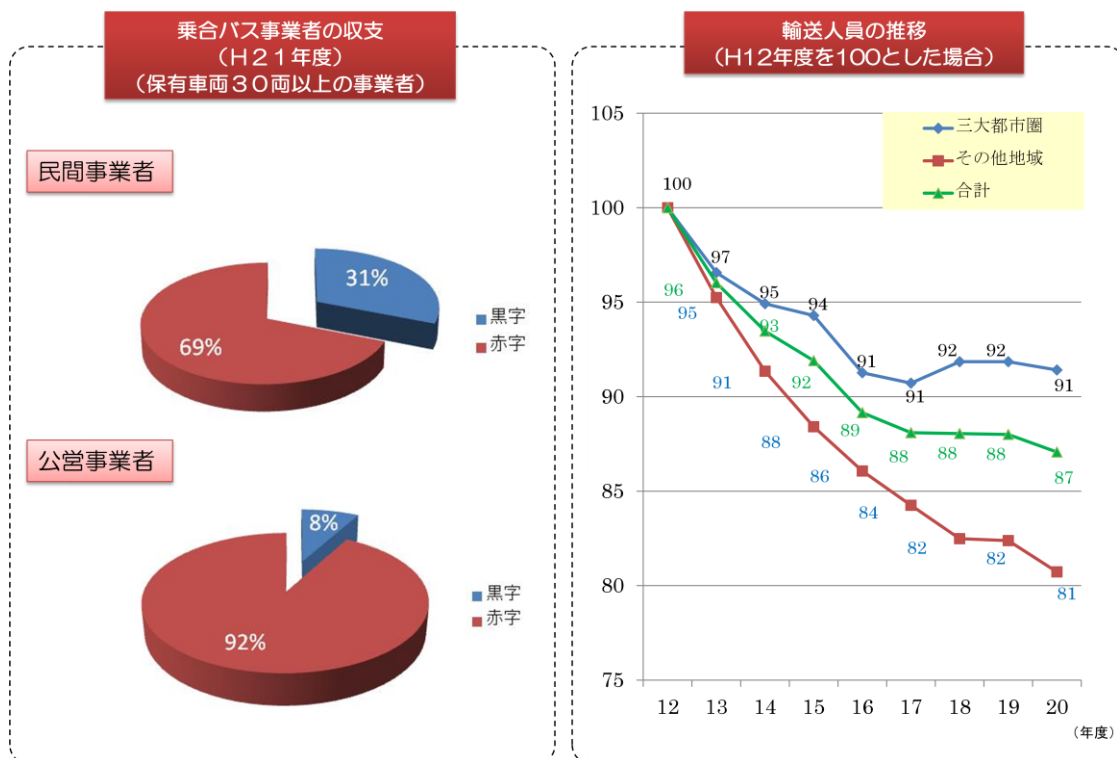 乗合バス事業者の収支
（H２１年度）
（保有車両３０両以上の事業者）
民間事業者
31%
69%
黒字
赤字
公営事業者
8%
92%
黒字
赤字
輸送人員の推移
（H12年度を100とした場合）
105
100
95
90
85
80
75
三大都市圏
その他地域
合計
100
97
95
94
91
91
92
92
91
96
93
92
89
88
88
88
87
95
91
88
86
84
82
82
81
12 13 14 15 16 17 18 19 20
（年度）